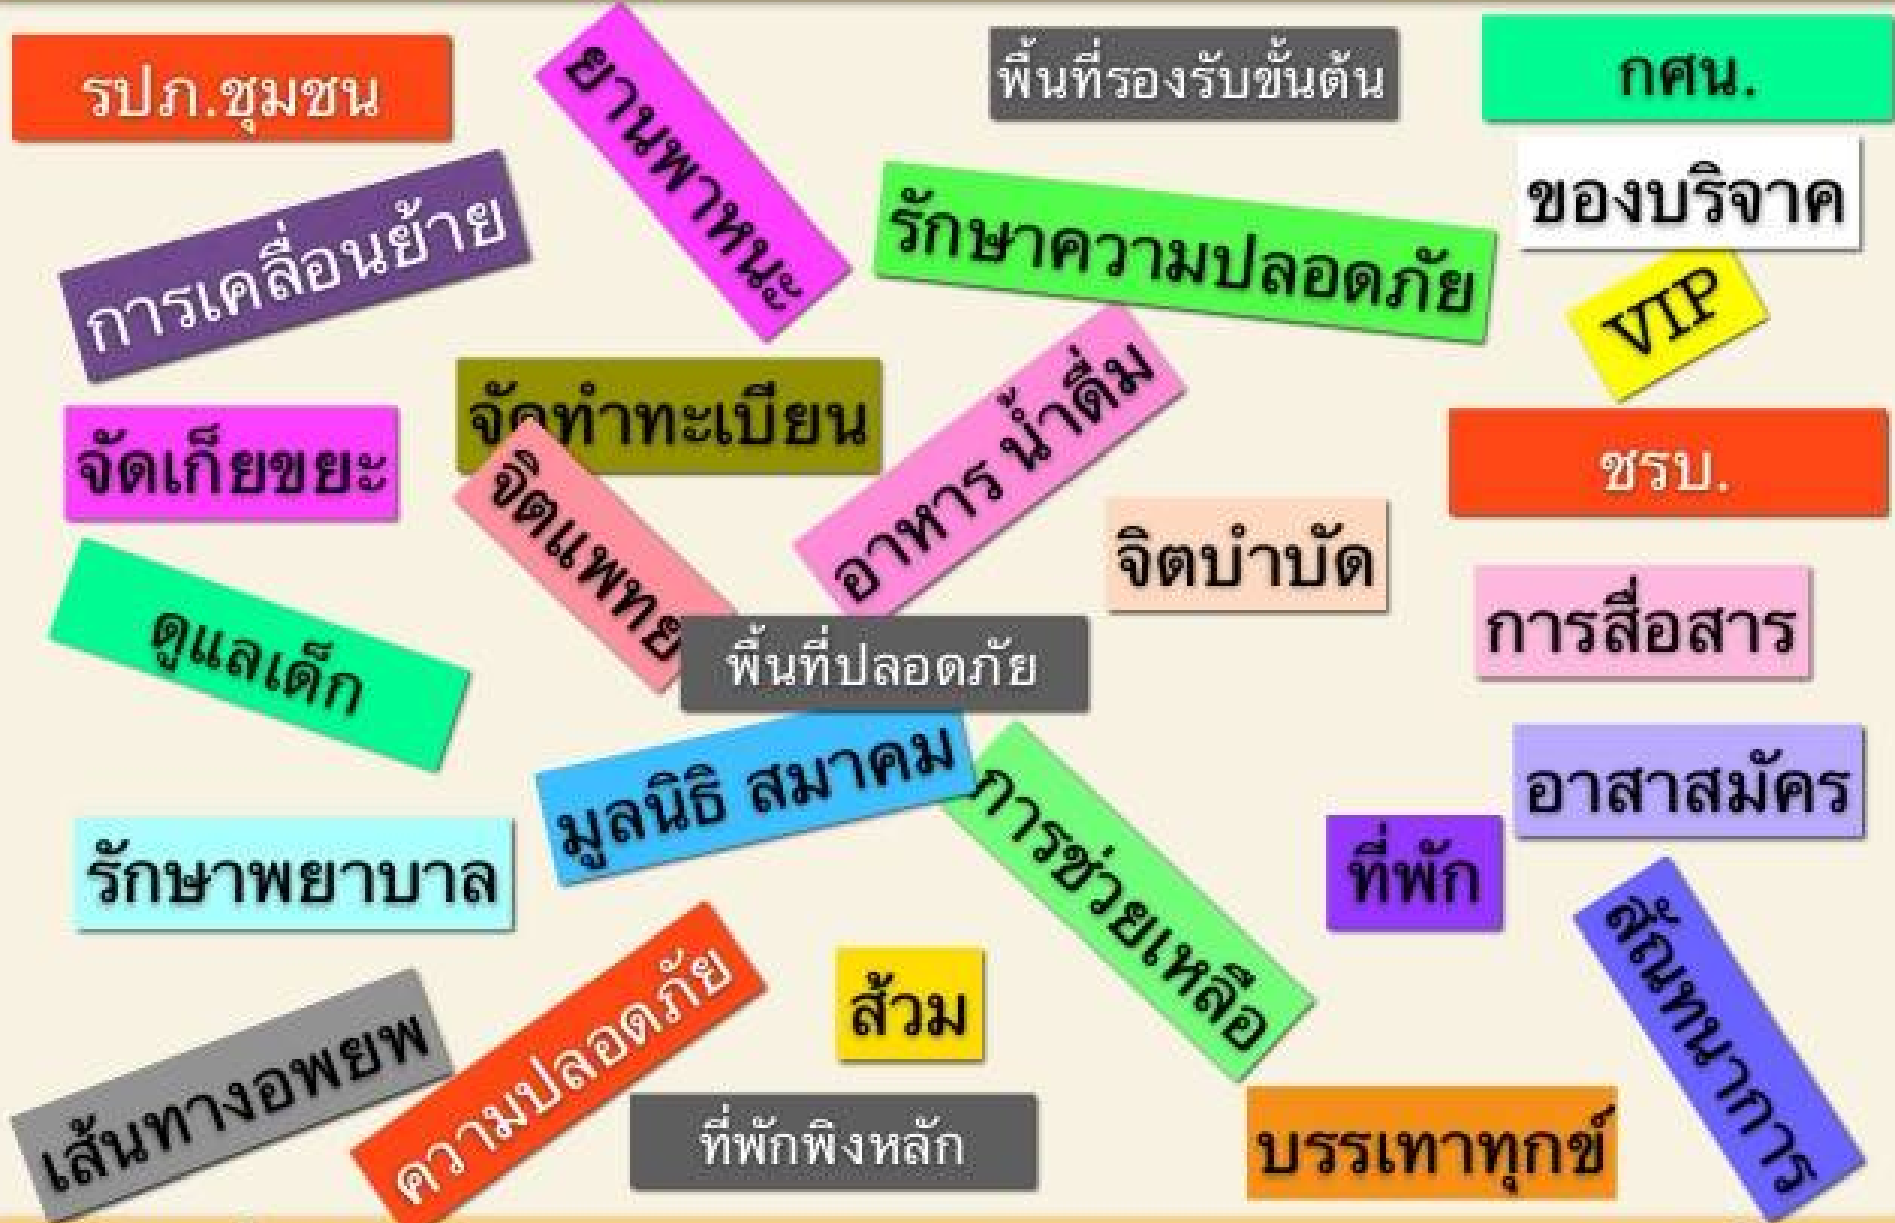 รปภ.ชุมชน
ยานพาหนะ
พื้นที่รองรับขั้นต้น
กศน.
ของบริจาค
การเคลื่อนย้าย
รักษาความปลอดภัย
VIP
จัดทำทะเบียน
อาหาร น้ำดื่ม
จัดเก็ยขยะ
ชรบ.
จิตแพทย
จิตบำบัด
การสื่อสาร
ดูแลเด็ก
พื้นที่ปลอดภัย
มูลนิธิ สมาคม
การช่วยเหลือ
อาสาสมัคร
รักษาพยาบาล
ที่พัก
สัณทนาการ
เส้นทางอพยพ
ความปลอดภัย
ส้วม
ที่พักพิงหลัก
บรรเทาทุกข์